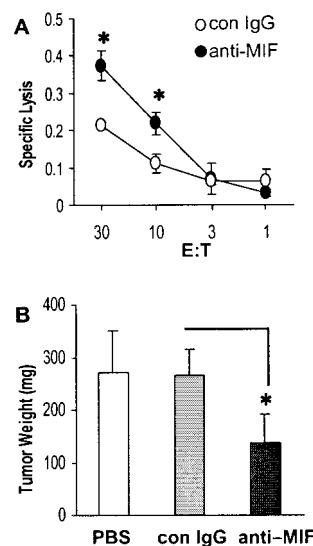 A
con IgG
anti-MIF
*
*
Specific Lysis
0.5
0.4
0.3
0.2
0.1
0
30 10 3 1
E:T
B
Tumor Weight (mg)
400
300
200
100
0
*
PBS con IgG anti–MIF